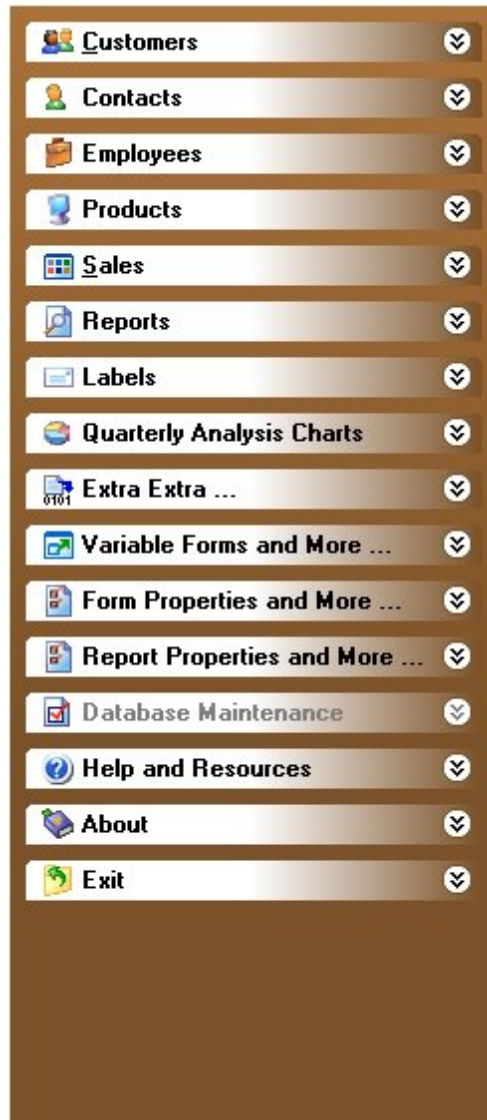 Customers
Contacts
Employees
Products
Sales
Reports
Labels
Quarterly Analysis Charts
0101 Extra Extra ...
Variable Forms and More ...
Form Properties and More ...
Report Properties and More ...
Database Maintenance
Help and Resources
About
Exit